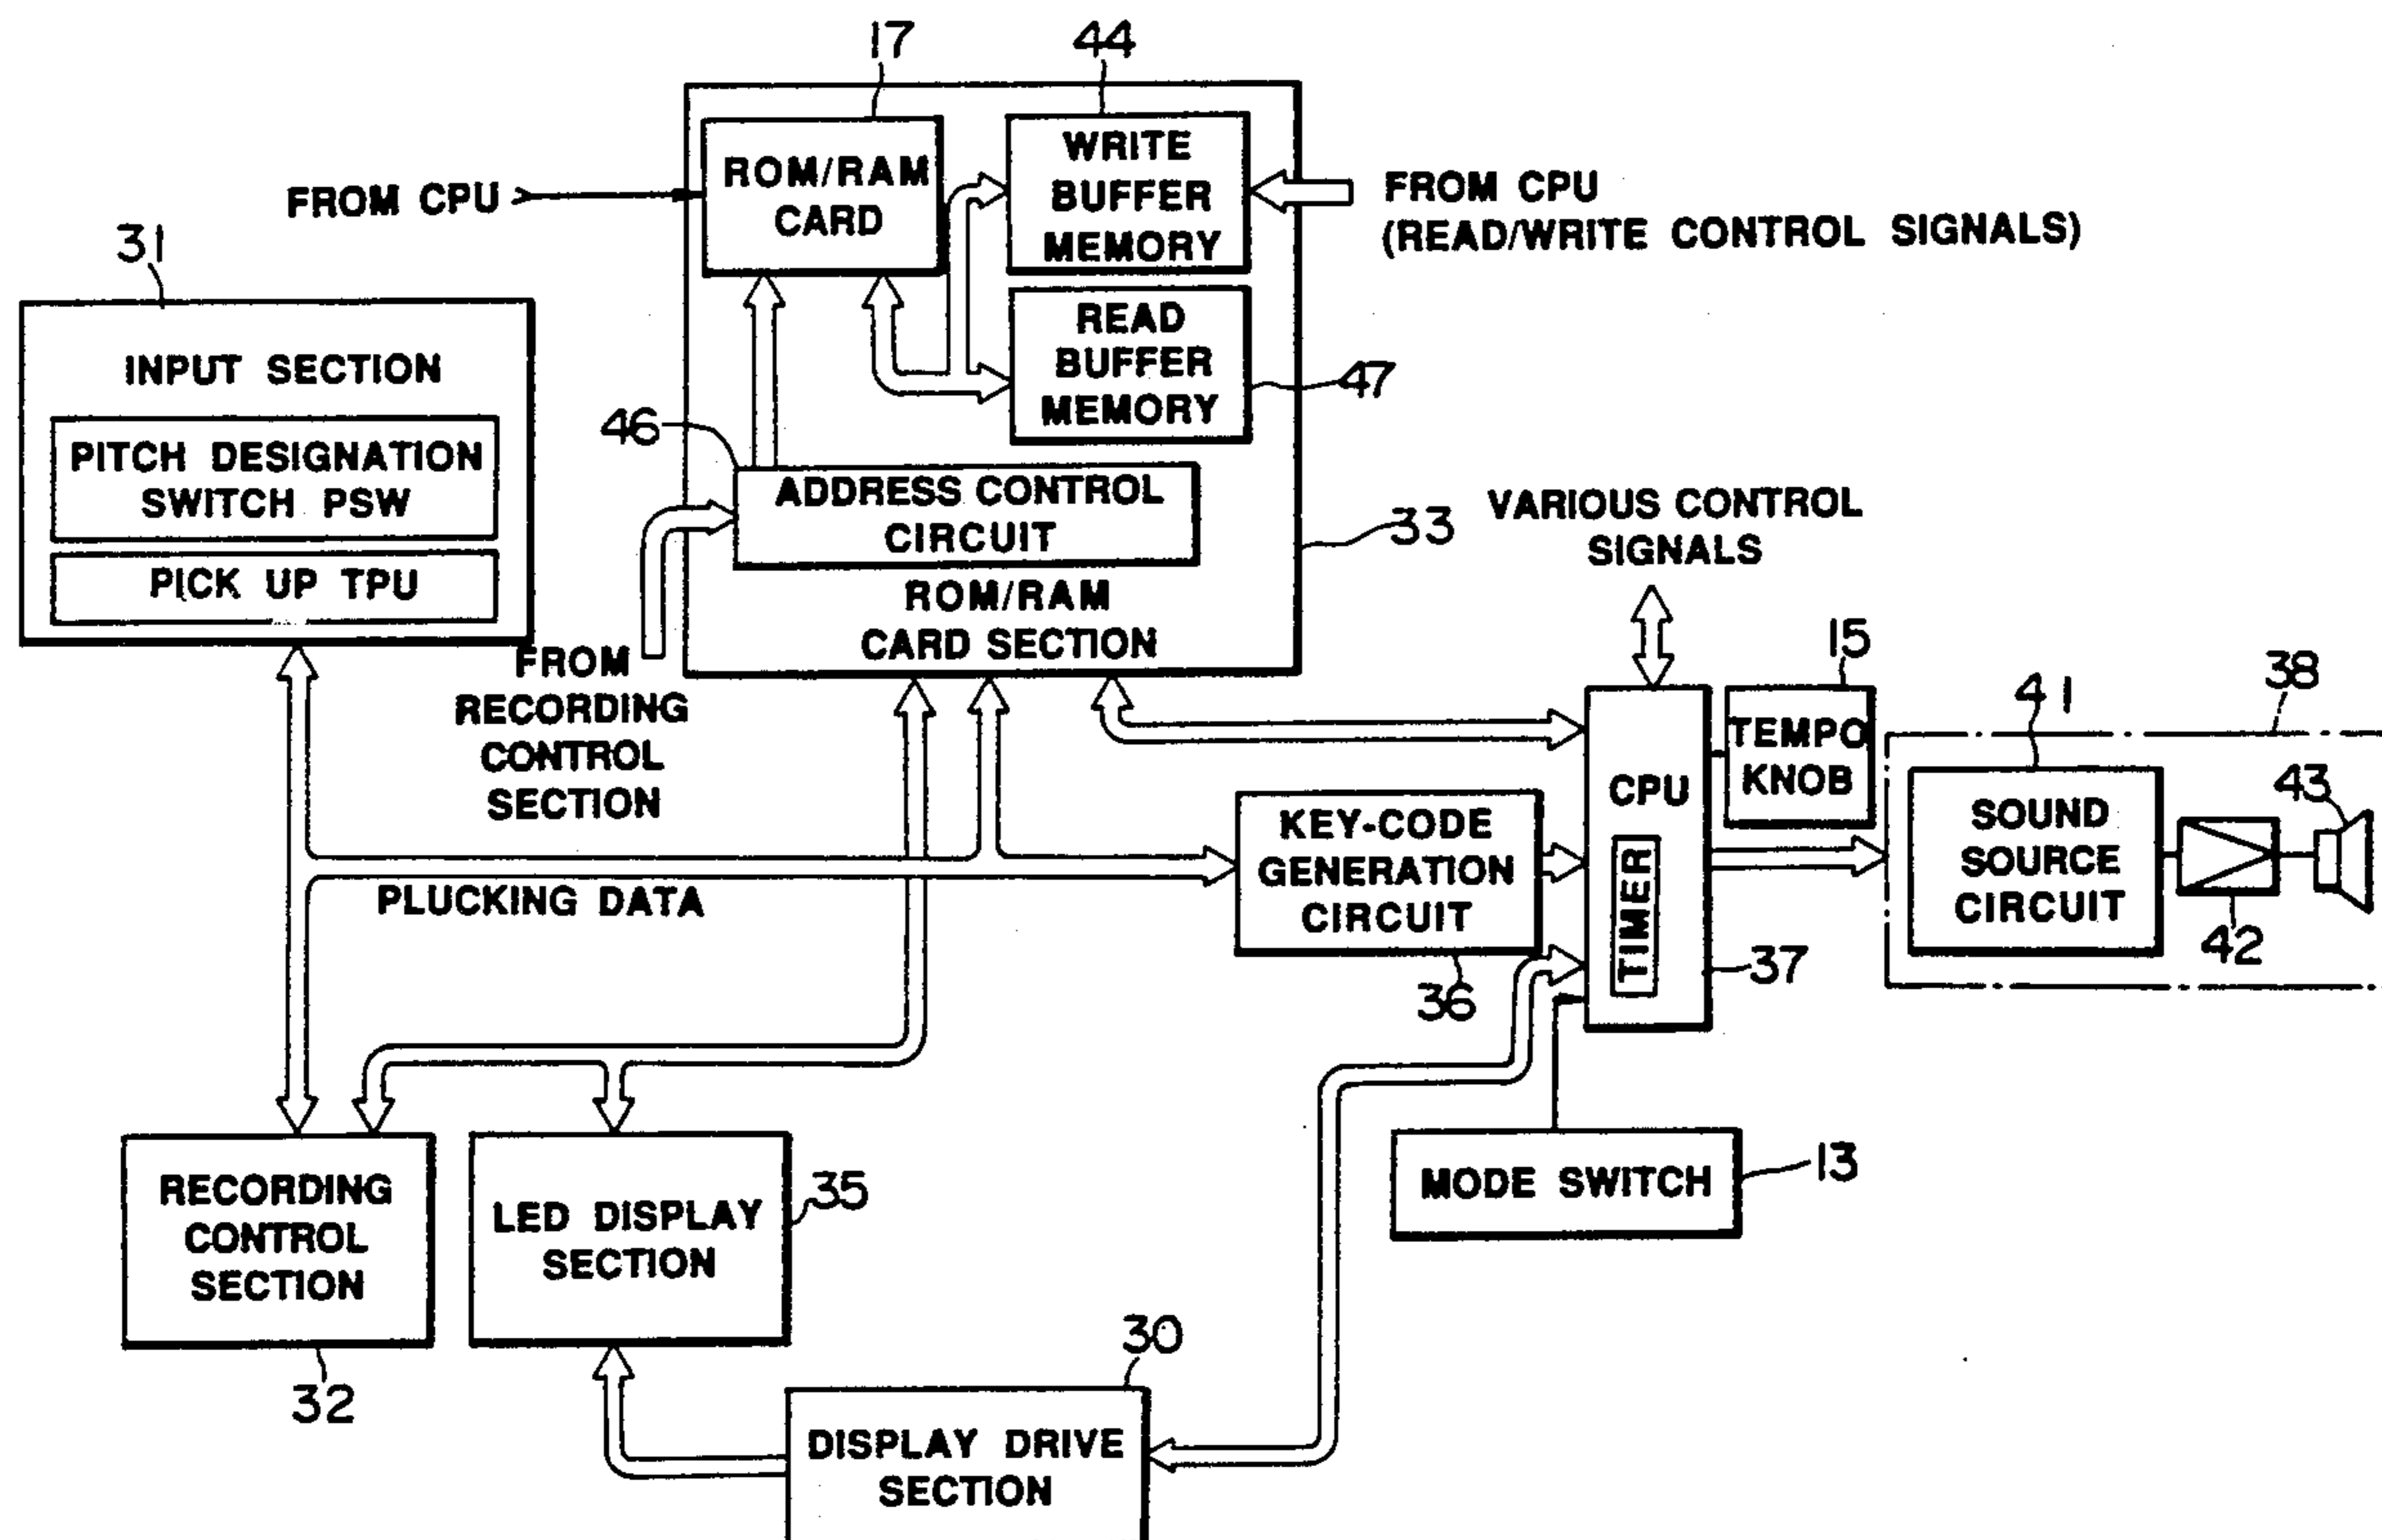 17
44
ROM/RAM
CARD
WRITE
BUFFER
MEMORY
FROM CPU
FROM CPU
(READ/WRITE CONTROL SIGNALS)
31
INPUT SECTION
PITCH DESIGNATION
SWITCH PSW
PICK UP TPU
READ
BUFFER
MEMORY
47
46
ADDRESS CONTROL
CIRCUIT
33
ROM/RAM
CARD SECTION
VARIOUS CONTROL
SIGNALS
FROM
RECORDING
CONTROL
SECTION
15
TEMPO
KNOB
CPU
TIMER
37
38
41
SOUND
SOURCE
CIRCUIT
42
43
KEY-CODE
GENERATION
CIRCUIT
36
PLUCKING DATA
MODE SWITCH
13
RECORDING
CONTROL
SECTION
32
LED DISPLAY
SECTION
35
30
DISPLAY DRIVE
SECTION